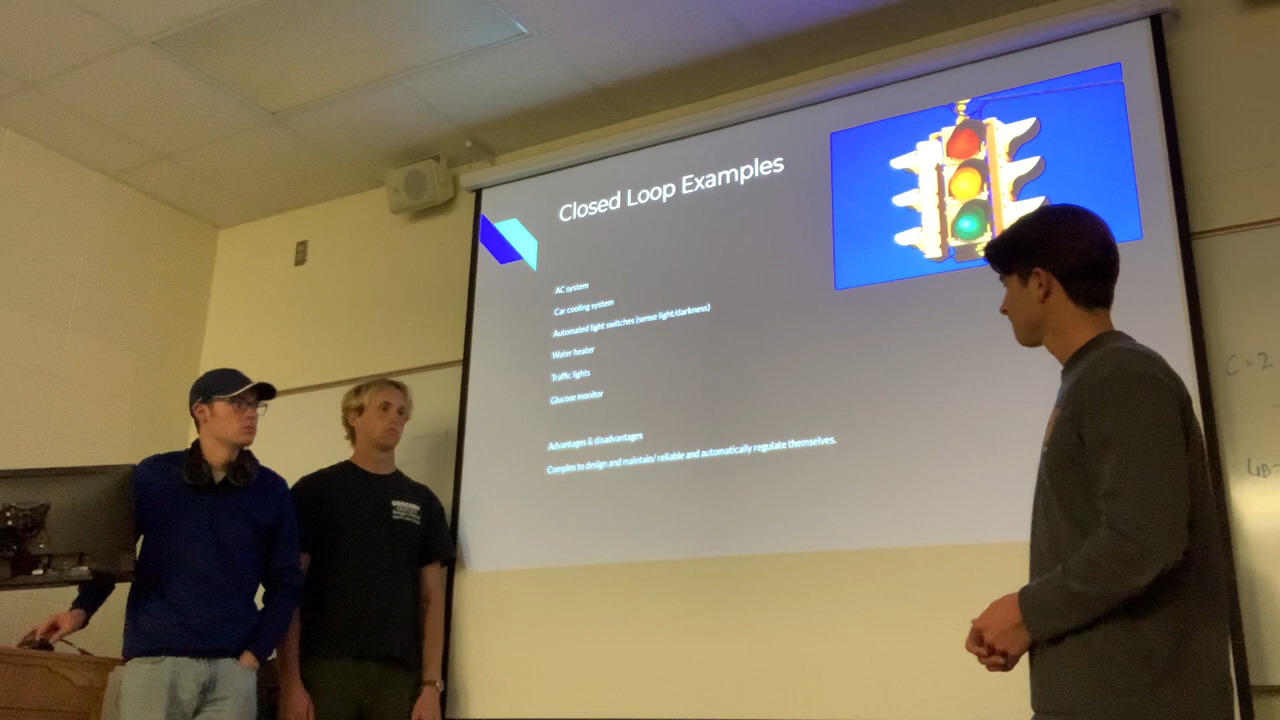 Closed Loop Examples
AC system
Car cooling system
Automated light switches (sense light/darkness)
Water heater
Traffic lights
Glucose monitor
Advantages & disadvantages
Complex to design and maintain/ reliable and automatically regulate themselves.
C=2